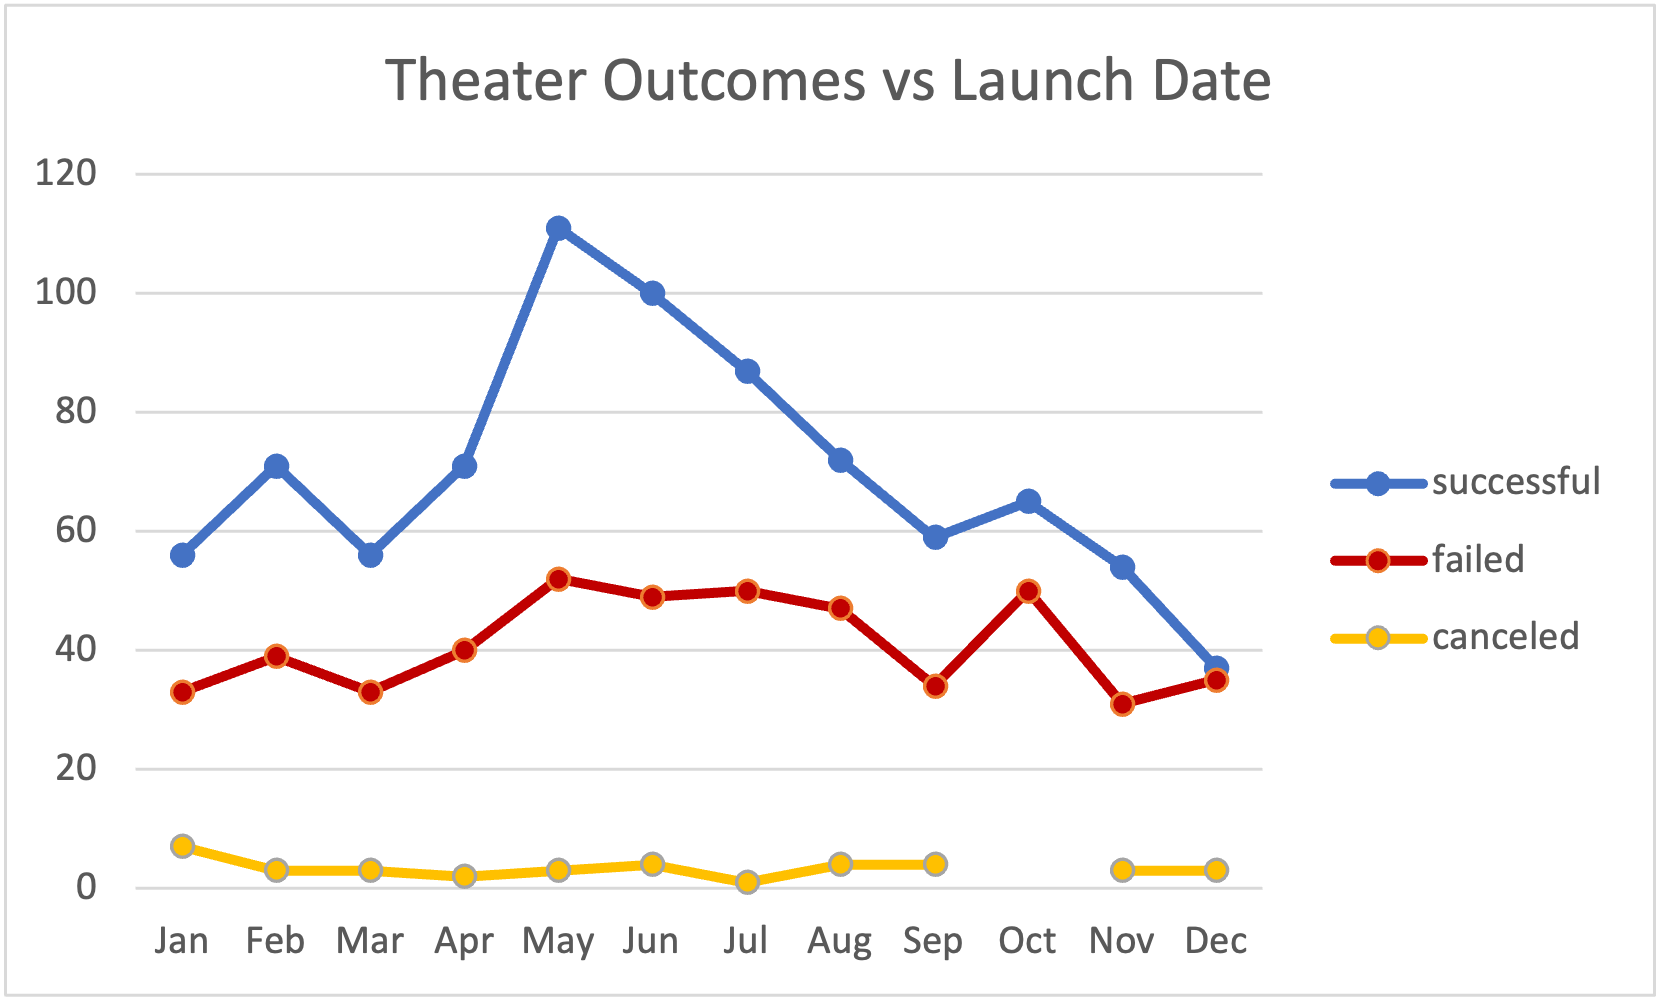 Theater Outcomes vs Launch Date
120
100
80
60
40
20
0
Jan Feb Mar Apr May Jun Jul Aug Sep Oct Nov Dec
successful
failed
canceled